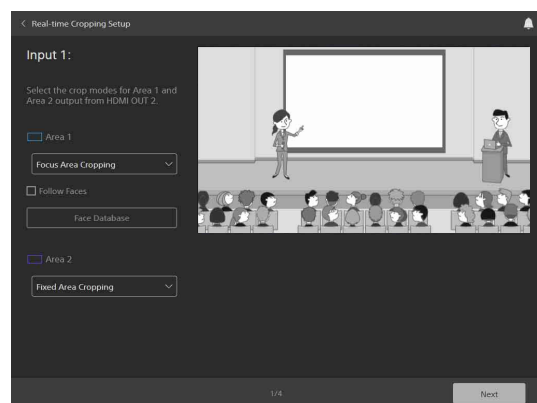 < Real-time Cropping Setup
Input 1:
Select the crop modes for Area 1 and
Area 2 output from HDMI OUT 2.
Area 1
Focus Area Cropping
Follow Faces
Face Database
Area 2
Fixed Area Cropping
1/4
Next